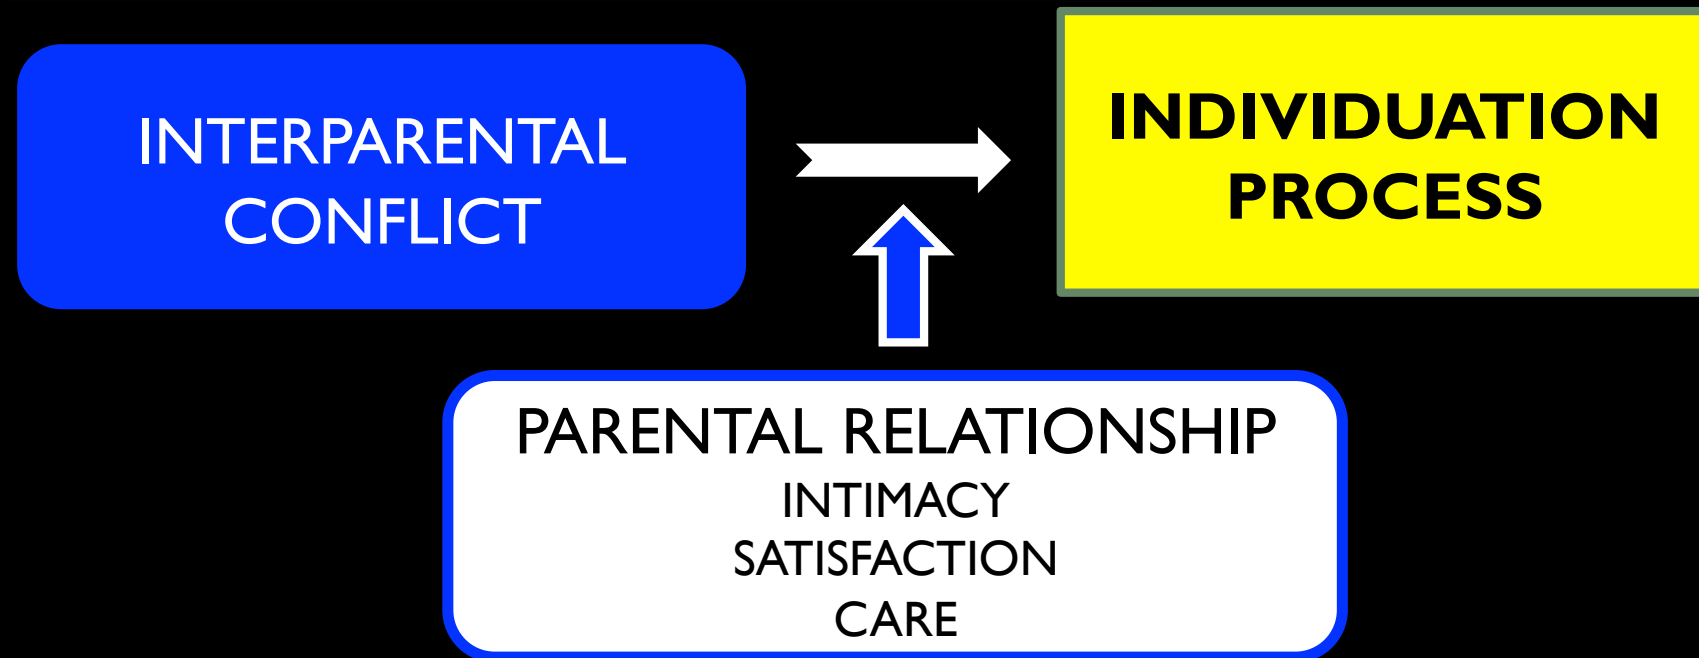 INTERPARENTAL
CONFLICT
INDIVIDUATION
PROCESS
PARENTAL RELATIONSHIP
INTIMACY
SATISFACTION
CARE